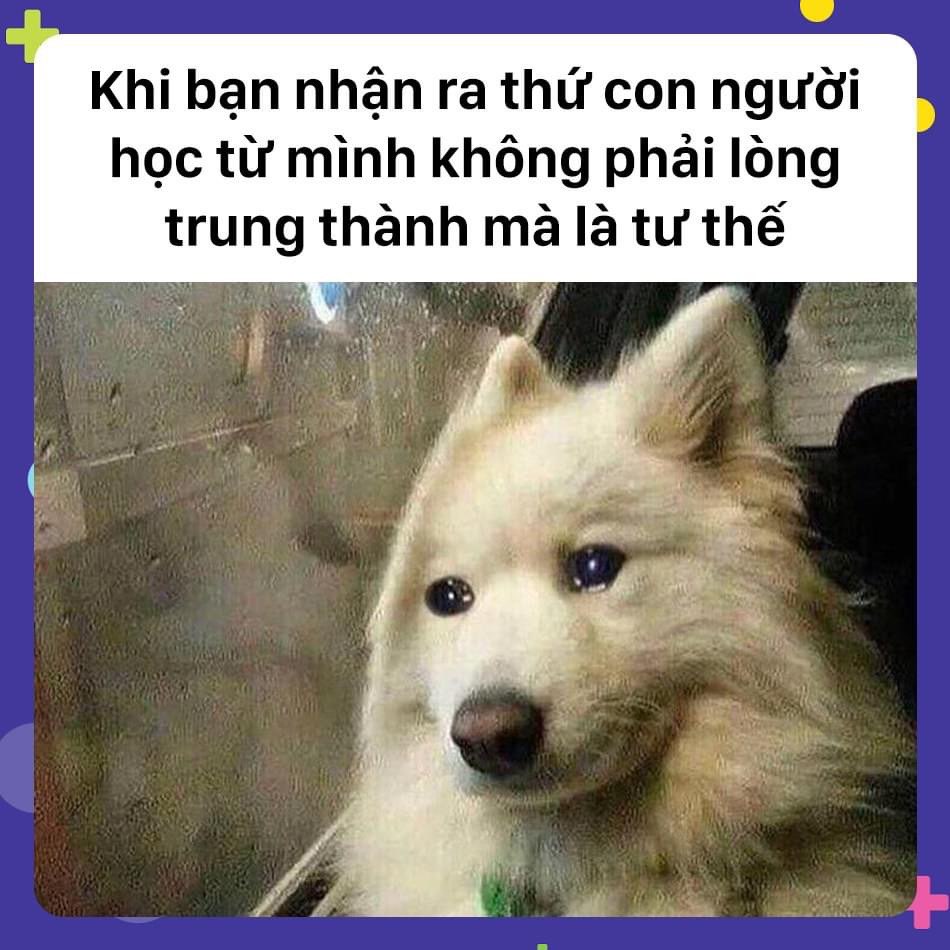 Khi bạn nhận ra thứ con người
học từ mình không phải lòng
trung thành mà là tư thế